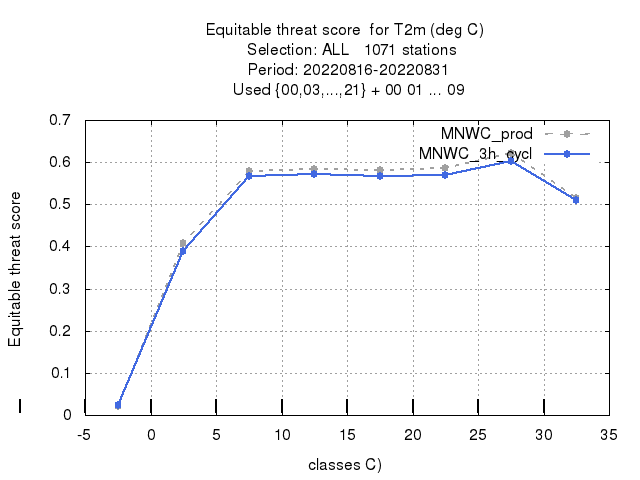 Equitable threat score  for T2m (deg C)
Selection: ALL   1071 stations
Period: 20220816-20220831
Used {00,03,...,21} + 00 01 ... 09
MNWC_prod
MNWC_3h_cycl
Equitable threat score
0.7
0.6
0.5
0.4
0.3
0.2
0.1
0
-5
0
5
10
15
20
25
30
35
classes C)